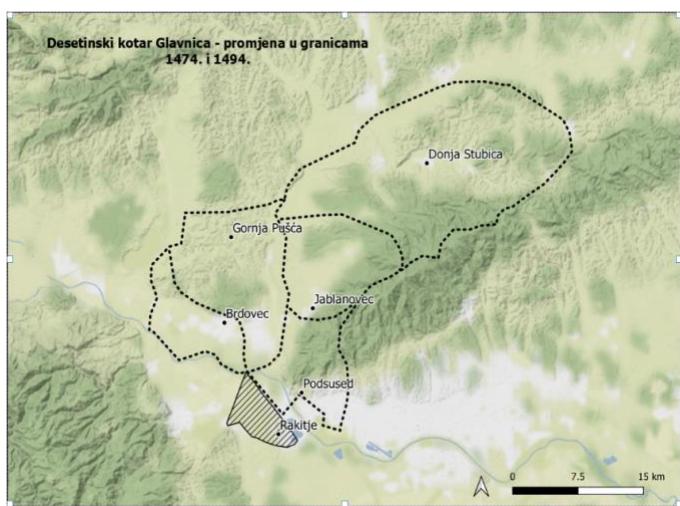 Desetinski kotar Glavnica - promjena u granicama
1474. i 1494.
Donja Stubica
Gornja Pušća
Jablanovec
Brdovec
Podsused
Rakitje
0 7.5 15 km